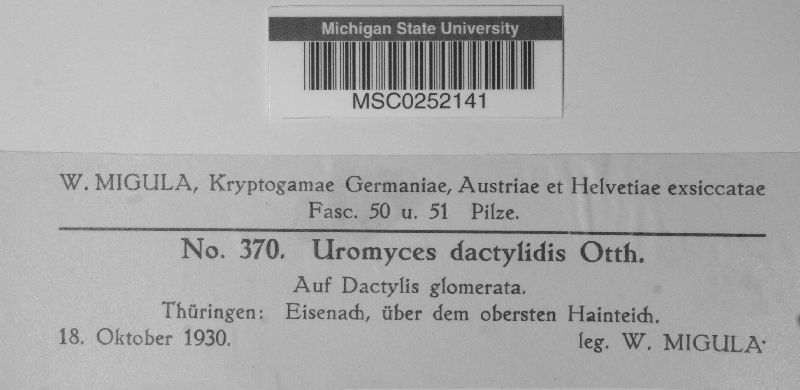 Michigan State University
MSC0252141
W. MIGULA, Kryptogamae Germaniae, Austriae et Helvetiae exsiccatae
Fasc. 50 u. 51 Pilze.
No. 370. Uromyces dactylidis Otth.
Auf Dactylis glomerata.
Thüringen: Eisenach, über dem obersten Hainteich.
18. Oktober 1930. leg. W. MIGULA.